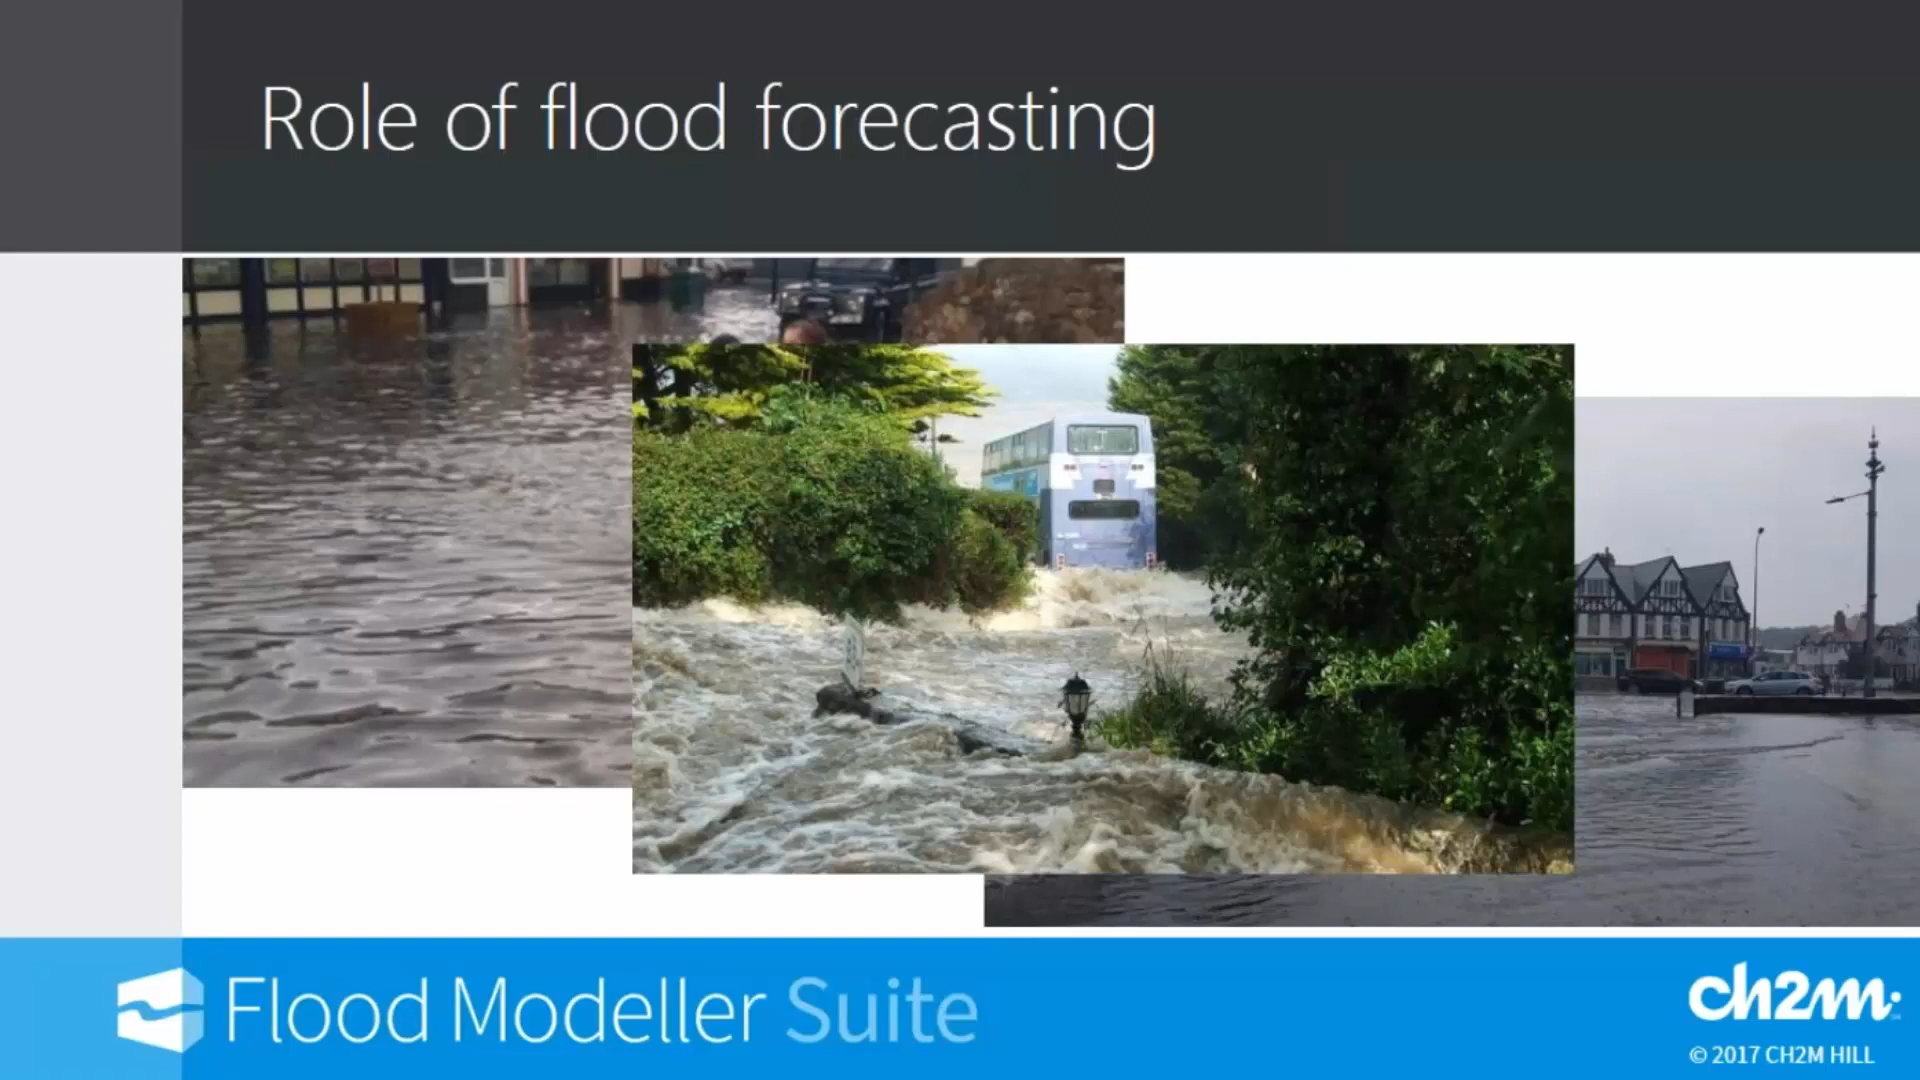 Role of flood forecasting
Flood Modeller Suite
ch2m:
© 2017 CH2M HILL